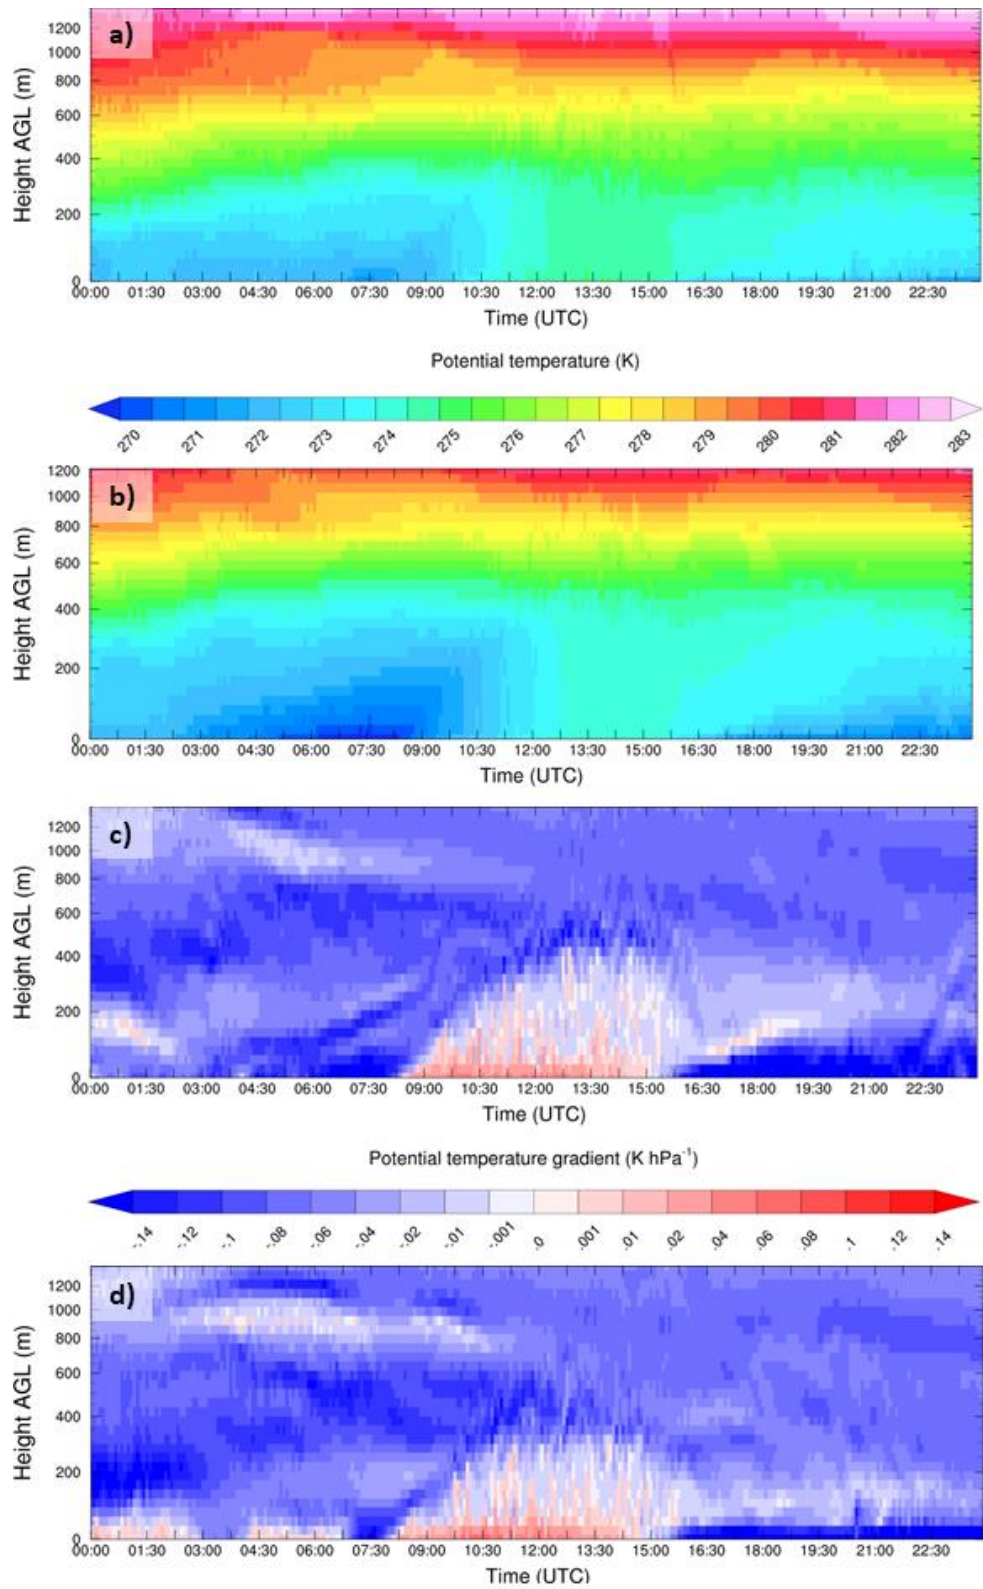 a)
1200
1000
800
600
400
200
0
Height AGL (m)
00:00 01:30 03:00 04:30 06:00 07:30 09:00 10:30 12:00 13:30 15:00 16:30 18:00 19:30 21:00 22:30
Time (UTC)
Potential temperature (K)
270 271 272 273 274 275 276 277 278 279 280 281 282 283
b)
1200
1000
800
600
400
200
0
Height AGL (m)
00:00 01:30 03:00 04:30 06:00 07:30 09:00 10:30 12:00 13:30 15:00 16:30 18:00 19:30 21:00 22:30
Time (UTC)
c)
1200
1000
800
600
400
200
0
Height AGL (m)
00:00 01:30 03:00 04:30 06:00 07:30 09:00 10:30 12:00 13:30 15:00 16:30 18:00 19:30 21:00 22:30
Time (UTC)
Potential temperature gradient (K hPa⁻¹)
-.14 -.12 -.1 -.08 -.06 -.04 -.02 -.01 -.001 .0 .001 .01 .02 .04 .06 .08 .1 .12 .14
d)
1200
1000
800
600
400
200
0
Height AGL (m)
00:00 01:30 03:00 04:30 06:00 07:30 09:00 10:30 12:00 13:30 15:00 16:30 18:00 19:30 21:00 22:30
Time (UTC)